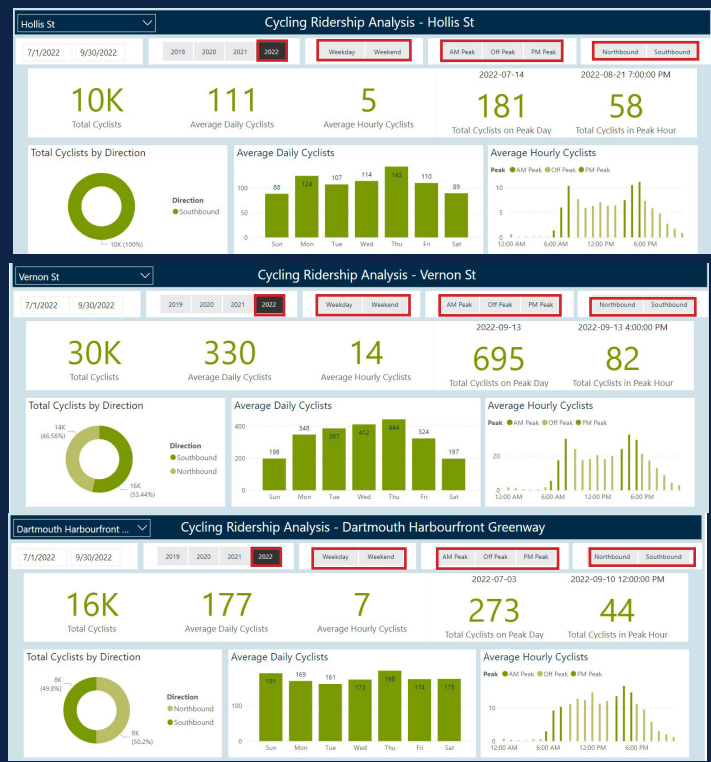 Hollis St
Cycling Ridership Analysis - Hollis St
7/1/2022 9/30/2022 2019 2020 2021 2022 Weekday Weekend AM Peak Off Peak PM Peak Northbound Southbound
2022-07-14 2022-08-21 7:00:00 PM
10K 111 5 181 58
Total Cyclists Average Daily Cyclists Average Hourly Cyclists Total Cyclists on Peak Day Total Cyclists in Peak Hour
Total Cyclists by Direction
Direction
Southbound
10K (100%)
Average Daily Cyclists
100
50
0
88 124 107 114 143 110 89
Sun Mon Tue Wed Thu Fri Sat
Average Hourly Cyclists
Peak AM Peak Off Peak PM Peak
10
5
0
12:00 AM 6:00 AM 12:00 PM 6:00 PM
Vernon St
Cycling Ridership Analysis - Vernon St
7/1/2022 9/30/2022 2019 2020 2021 2022 Weekday Weekend AM Peak Off Peak PM Peak Northbound Southbound
2022-09-13 2022-09-13 4:00:00 PM
30K 330 14 695 82
Total Cyclists Average Daily Cyclists Average Hourly Cyclists Total Cyclists on Peak Day Total Cyclists in Peak Hour
Total Cyclists by Direction
14K
(46.56%)
Direction
Southbound
Northbound
16K
(53.44%)
Average Daily Cyclists
400
200
0
198 348 387 412 444 324 197
Sun Mon Tue Wed Thu Fri Sat
Average Hourly Cyclists
Peak AM Peak Off Peak PM Peak
20
0
12:00 AM 6:00 AM 12:00 PM 6:00 PM
Dartmouth Harbourfront ...
Cycling Ridership Analysis - Dartmouth Harbourfront Greenway
7/1/2022 9/30/2022 2019 2020 2021 2022 Weekday Weekend AM Peak Off Peak PM Peak Northbound Southbound
2022-07-03 2022-09-10 12:00:00 PM
16K 177 7 273 44
Total Cyclists Average Daily Cyclists Average Hourly Cyclists Total Cyclists on Peak Day Total Cyclists in Peak Hour
Total Cyclists by Direction
8K
(49.8%)
Direction
Northbound
Southbound
8K
(50.2%)
Average Daily Cyclists
100
0
191 169 161 173 198 174 175
Sun Mon Tue Wed Thu Fri Sat
Average Hourly Cyclists
Peak AM Peak Off Peak PM Peak
10
0
12:00 AM 6:00 AM 12:00 PM 6:00 PM